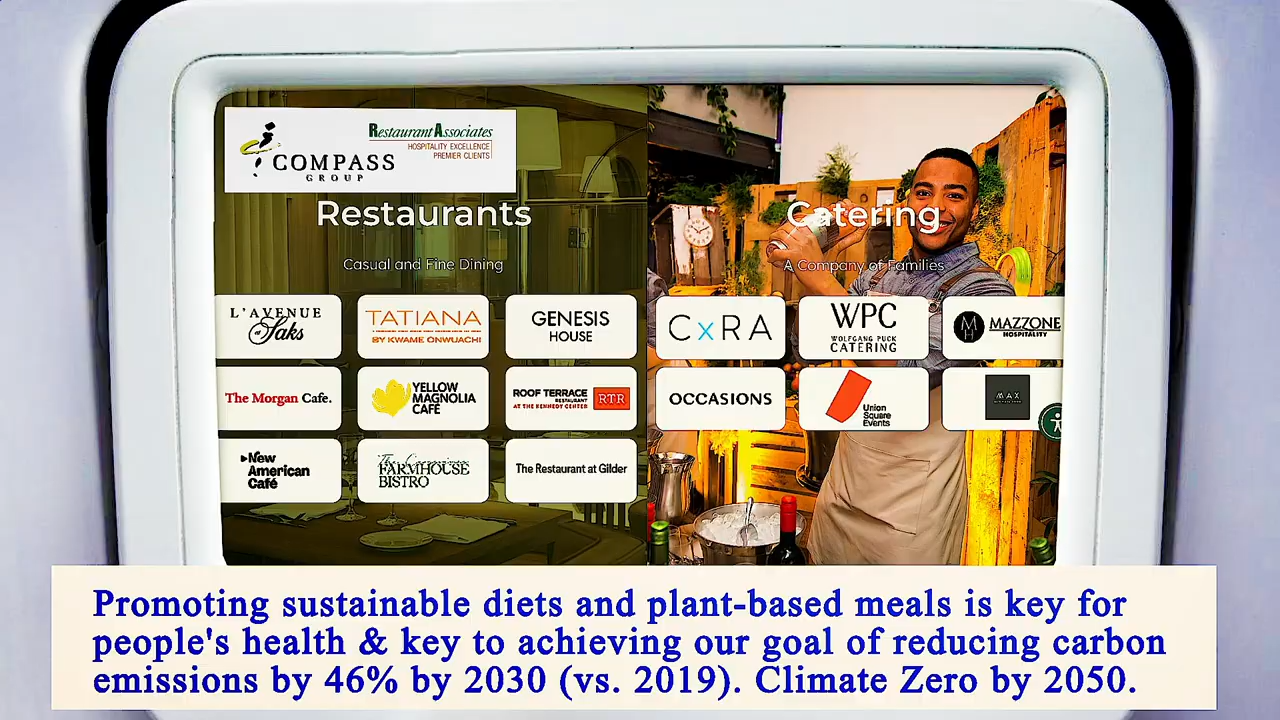 COMPASS
GROUP
Restaurant Associates
HOSPITALITY EXCELLENCE
PREMIER CLIENTS
Restaurants
Casual and Fine Dining
L'AVENUE
at
Saks
TATIANA
BY KWAME ONWUACHI
GENESIS
HOUSE
The Morgan Cafe.
YELLOW
MAGNOLIA
CAFÉ
ROOF TERRACE
RESTAURANT
AT THE KENNEDY CENTER
RTR
New
American
Café
FARMHOUSE
BISTRO
The Restaurant at Gilder
Catering
A Company of Families
CxRA
WPC
WOLFGANG PUCK
CATERING
MH
MAZZONE
HOSPITALITY
OCCASIONS
Union
Square
Events
MAX
Promoting sustainable diets and plant-based meals is key for
people's health & key to achieving our goal of reducing carbon
emissions by 46% by 2030 (vs. 2019). Climate Zero by 2050.